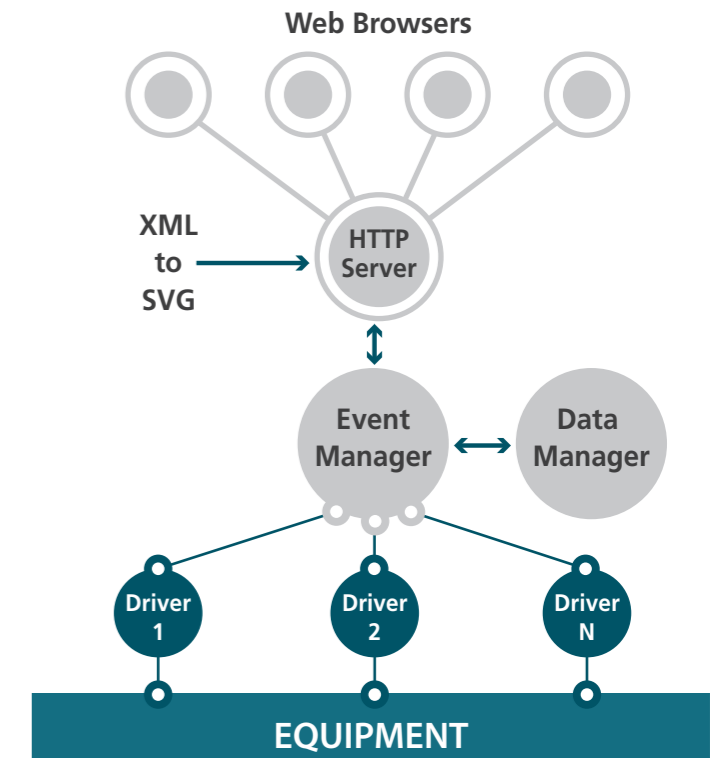 Web Browsers
HTTP
Server
XML
to
SVG
Event
Manager
Data
Manager
Driver
1
Driver
2
Driver
N
EQUIPMENT